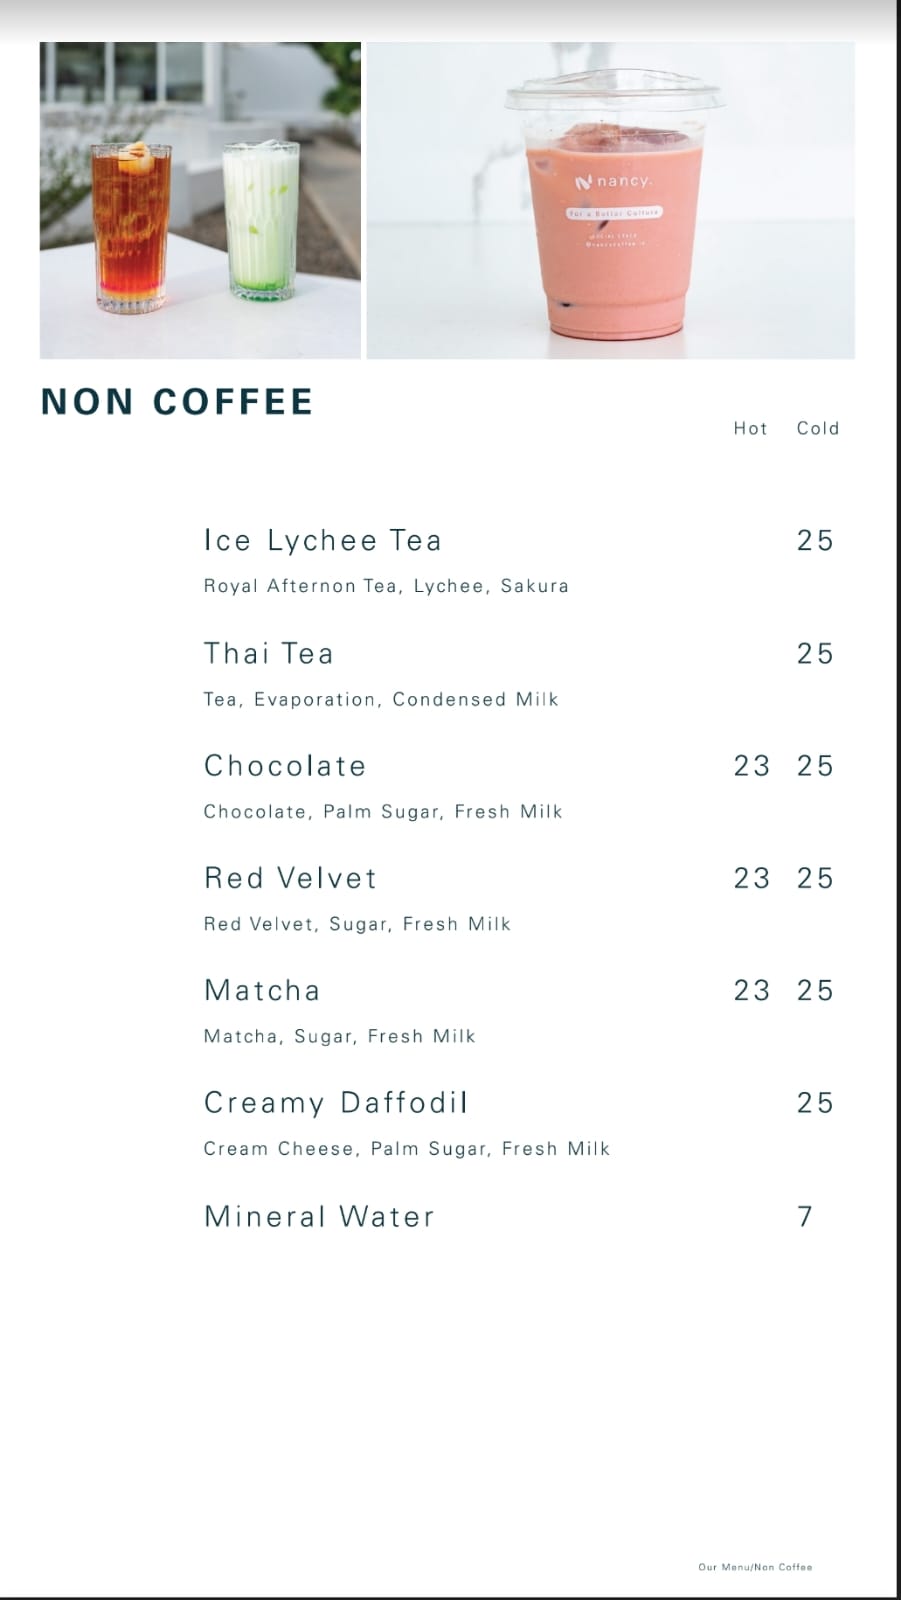 nancy.
For a Better Culture
NON COFFEE
Hot Cold
Ice Lychee Tea 25
Royal Afternon Tea, Lychee, Sakura
Thai Tea 25
Tea, Evaporation, Condensed Milk
Chocolate 23 25
Chocolate, Palm Sugar, Fresh Milk
Red Velvet 23 25
Red Velvet, Sugar, Fresh Milk
Matcha 23 25
Matcha, Sugar, Fresh Milk
Creamy Daffodil 25
Cream Cheese, Palm Sugar, Fresh Milk
Mineral Water 7
Our Menu/Non Coffee